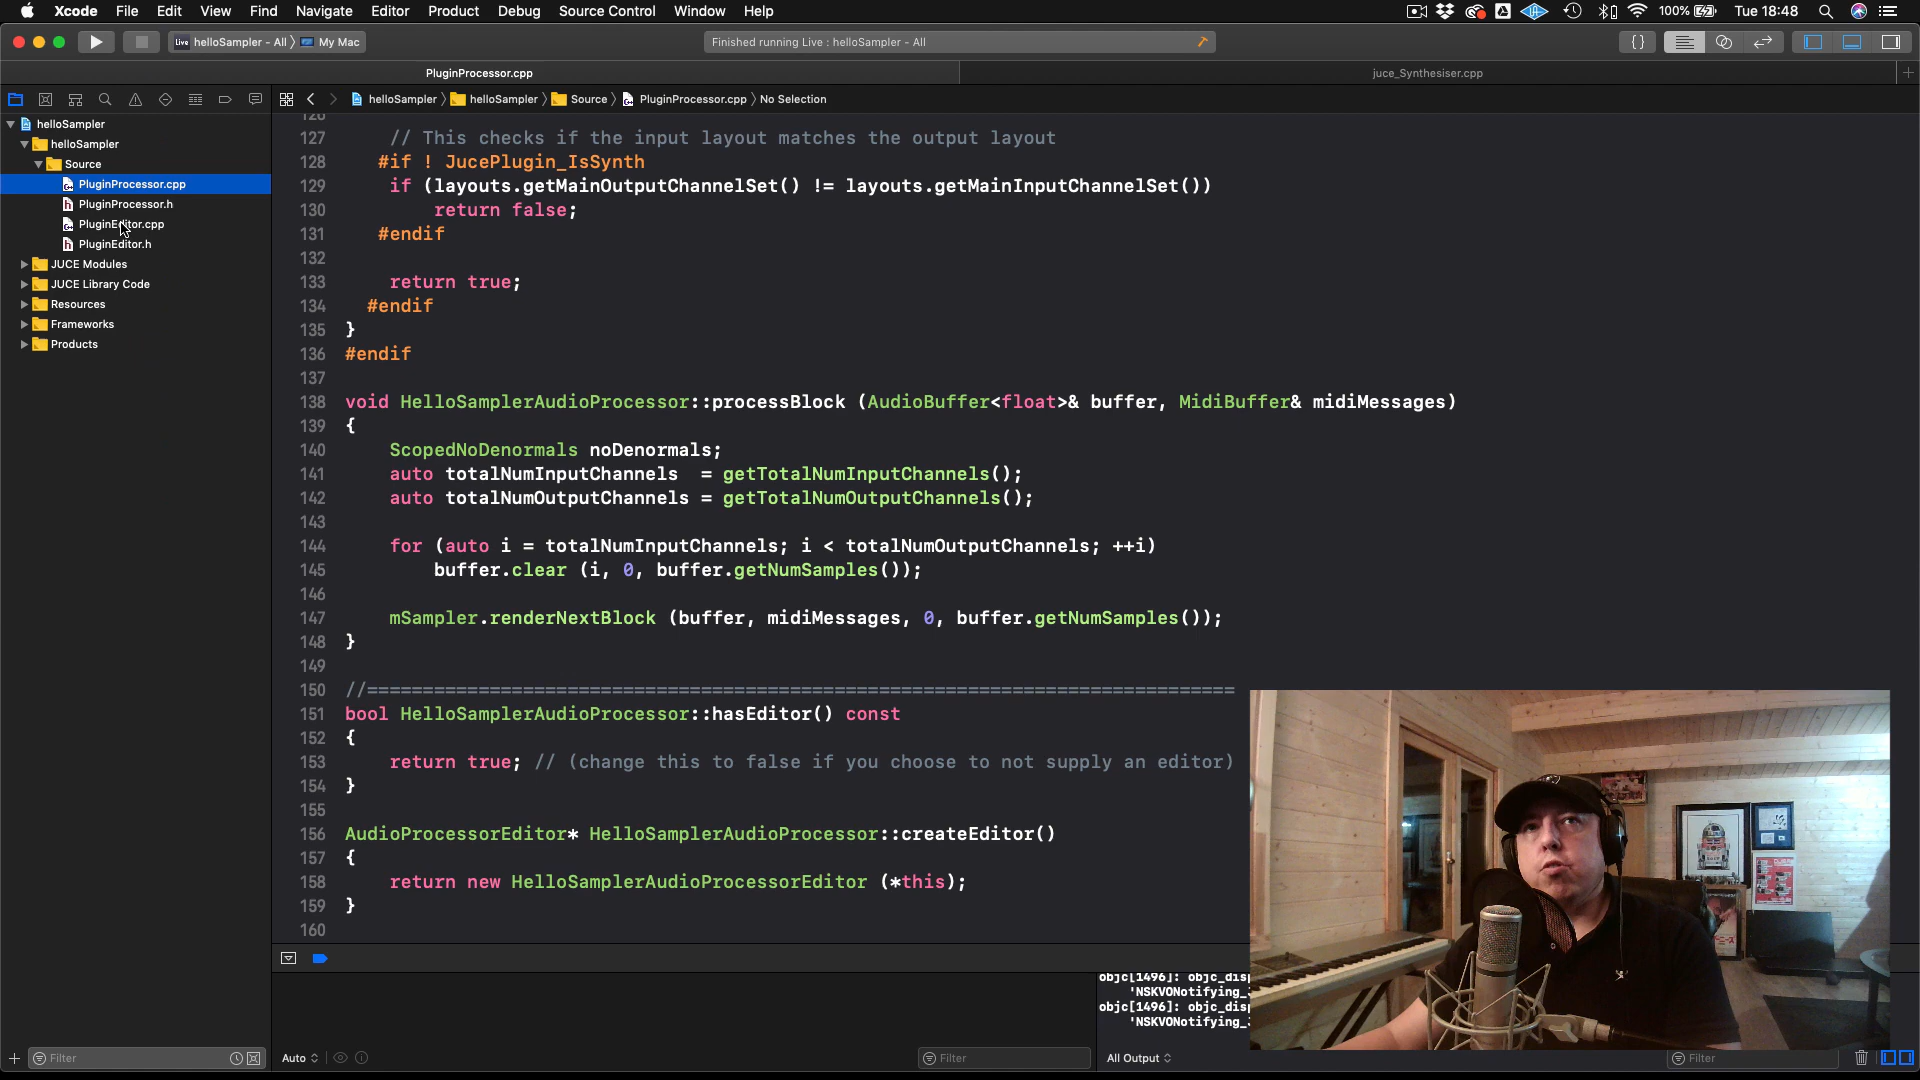 Xcode File Edit View Find Navigate Editor Product Debug Source Control Window Help
100% Tue 18:48
Live helloSampler - All 〉 My Mac
Finished running Live : helloSampler - All
PluginProcessor.cpp
juce_Synthesiser.cpp
helloSampler 〉 helloSampler 〉 Source 〉 PluginProcessor.cpp 〉 No Selection
helloSampler
helloSampler
Source
PluginProcessor.cpp
PluginProcessor.h
PluginEditor.cpp
PluginEditor.h
JUCE Modules
JUCE Library Code
Resources
Frameworks
Products
126
127 // This checks if the input layout matches the output layout
128 #if ! JucePlugin_IsSynth
129 if (layouts.getMainOutputChannelSet() != layouts.getMainInputChannelSet())
130 return false;
131 #endif
132
133 return true;
134 #endif
135 }
136 #endif
137
138 void HelloSamplerAudioProcessor::processBlock (AudioBuffer<float>& buffer, MidiBuffer& midiMessages)
139 {
140 ScopedNoDenormals noDenormals;
141 auto totalNumInputChannels  = getTotalNumInputChannels();
142 auto totalNumOutputChannels = getTotalNumOutputChannels();
143
144 for (auto i = totalNumInputChannels; i < totalNumOutputChannels; ++i)
145 buffer.clear (i, 0, buffer.getNumSamples());
146
147 mSampler.renderNextBlock (buffer, midiMessages, 0, buffer.getNumSamples());
148 }
149
150 //==============================================================================
151 bool HelloSamplerAudioProcessor::hasEditor() const
152 {
153 return true; // (change this to false if you choose to not supply an editor)
154 }
155
156 AudioProcessorEditor* HelloSamplerAudioProcessor::createEditor()
157 {
158 return new HelloSamplerAudioProcessorEditor (*this);
159 }
160
objc[1496]: objc_disp
'NSKVONotifying_
objc[1496]: objc_disp
'NSKVONotifying_
Filter
Auto
Filter
All Output
Filter